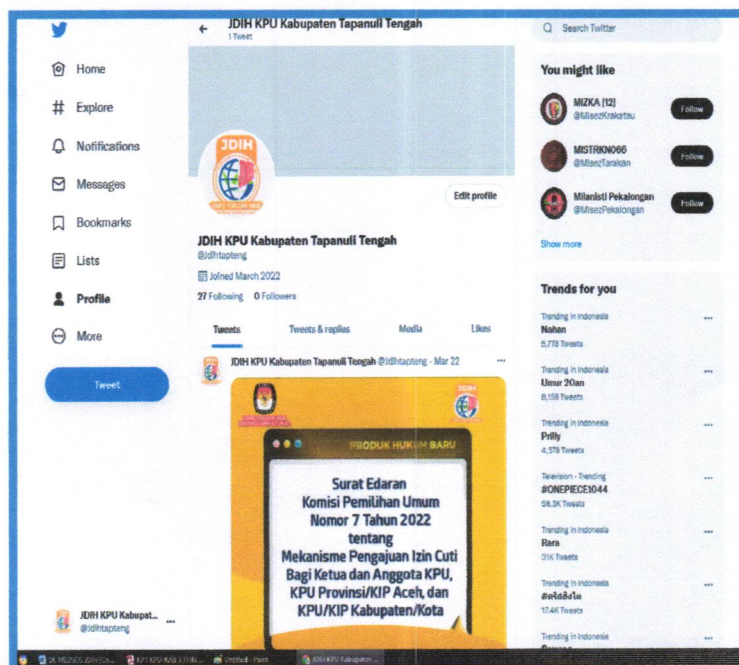 JDIH KPU Kabupaten Tapanuli Tengah
1 Tweet
Search Twitter
Home
Explore
Notifications
Messages
Bookmarks
Lists
Profile
More
Tweet
JDIH
Edit profile
JDIH KPU Kabupaten Tapanuli Tengah
@jdihtapteng
Joined March 2022
27 Following 0 Followers
Tweets Tweets & replies Media Likes
JDIH KPU Kabupaten Tapanuli Tengah @jdihtapteng · Mar 22
JDIH
PRODUK HUKUM BARU
Surat Edaran
Komisi Pemilihan Umum
Nomor 7 Tahun 2022
tentang
Mekanisme Pengajuan Izin Cuti
Bagi Ketua dan Anggota KPU,
KPU Provinsi/KIP Aceh, dan
KPU/KIP Kabupaten/Kota
You might like
MIZKA [12]
@MisezKrakatau
Follow
MISTRKN066
@MisezTarakan
Follow
Milanisti Pekalongan
@MisezPekalongan
Follow
Show more
Trends for you
Trending in Indonesia
Nahan
5,778 Tweets
Trending in Indonesia
Umur 20an
8,158 Tweets
Trending in Indonesia
Prilly
4,578 Tweets
Television · Trending
#ONEPIECE1044
58.3K Tweets
Trending in Indonesia
Rara
31K Tweets
Trending in Indonesia
17.4K Tweets
Trending in Indonesia
JDIH KPU Kabupat...
@jdihtapteng
Untitled - Paint
JDIH KPU Kabupaten ...